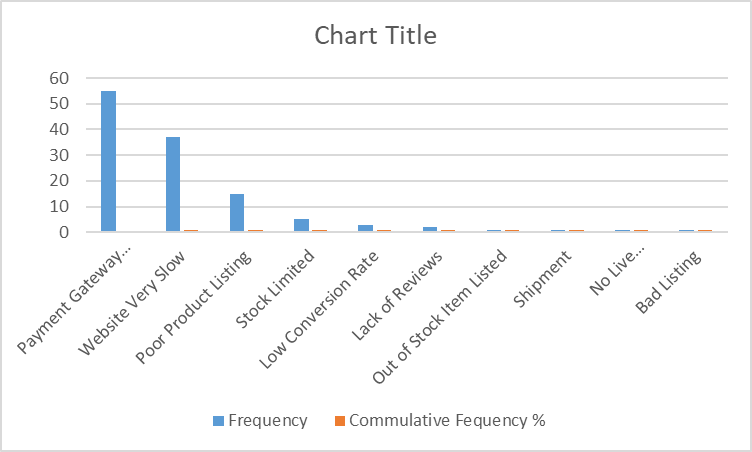 Chart Title
60
50
40
30
20
10
0
Payment Gateway...
Website Very Slow
Poor Product Listing
Stock Limited
Low Conversion Rate
Lack of Reviews
Out of Stock Item Listed
Shipment
No Live...
Bad Listing
Frequency
Commulative Fequency %